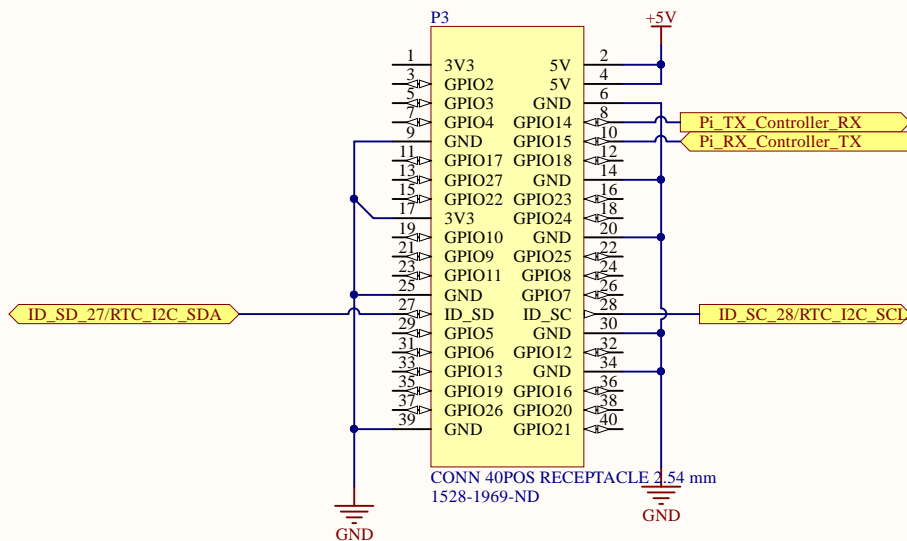 P3
+5V
1 3V3 5V 2
3 GPIO2 5V 4
5 GPIO3 GND 6
7 GPIO4 GPIO14 8 Pi_TX_Controller_RX
9 GND GPIO15 10 Pi_RX_Controller_TX
11 GPIO17 GPIO18 12
13 GPIO27 GND 14
15 GPIO22 GPIO23 16
17 3V3 GPIO24 18
19 GPIO10 GND 20
21 GPIO9 GPIO25 22
23 GPIO11 GPIO8 24
25 GND GPIO7 26
ID_SD_27/RTC_I2C_SDA 27 ID_SD ID_SC 28 ID_SC_28/RTC_I2C_SCL
29 GPIO5 GND 30
31 GPIO6 GPIO12 32
33 GPIO13 GND 34
35 GPIO19 GPIO16 36
37 GPIO26 GPIO20 38
39 GND GPIO21 40
CONN 40POS RECEPTACLE 2.54 mm
1528-1969-ND
GND
GND